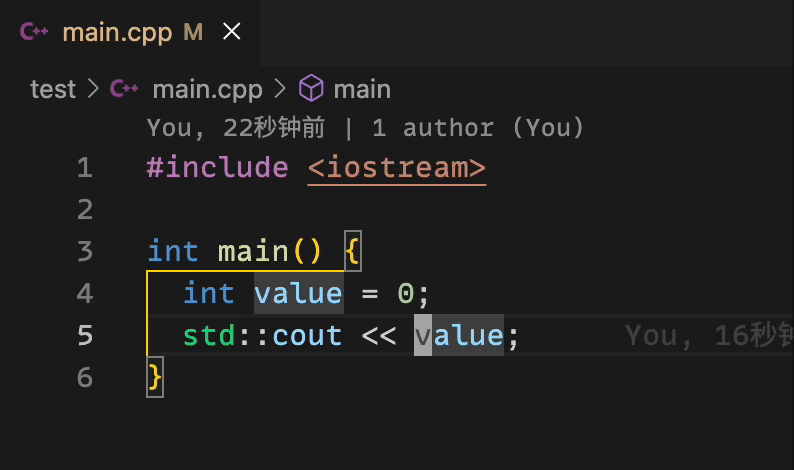 C++ main.cpp M ×
test > C++ main.cpp > main
You, 22秒钟前 | 1 author (You)
1 #include <iostream>
2
3 int main() {
4   int value = 0;
5   std::cout << value; You, 16秒
6 }